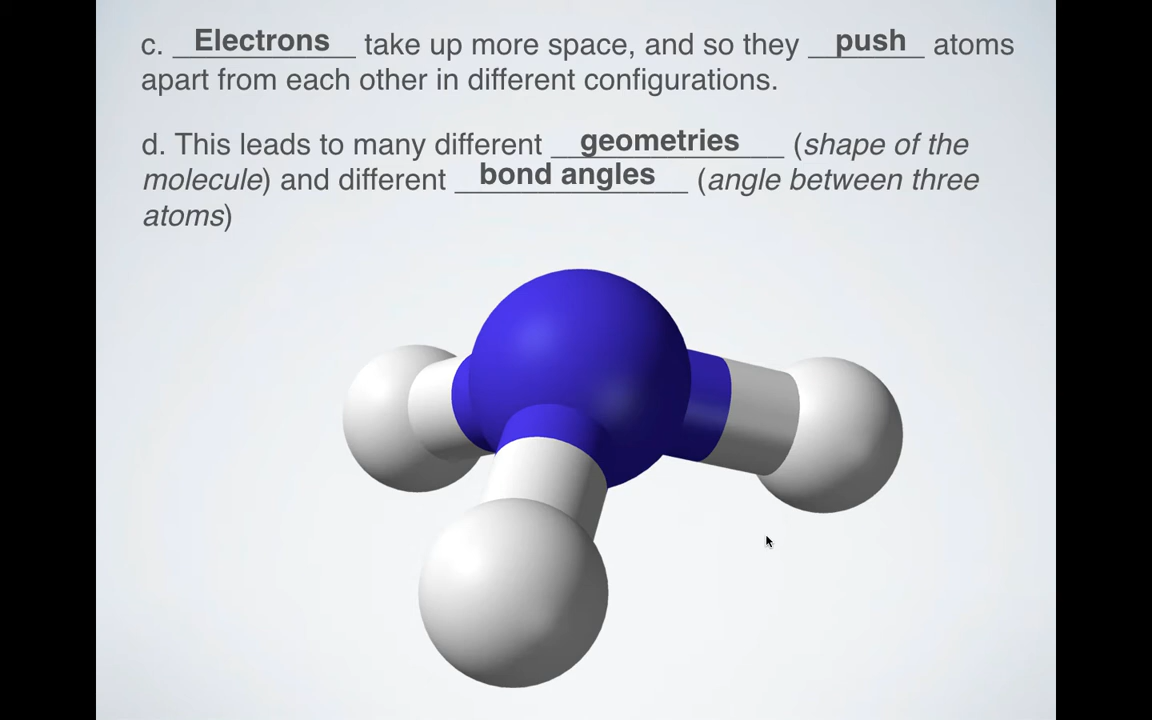 c. Electrons take up more space, and so they push atoms
apart from each other in different configurations.
d. This leads to many different geometries (shape of the
molecule) and different bond angles (angle between three
atoms)